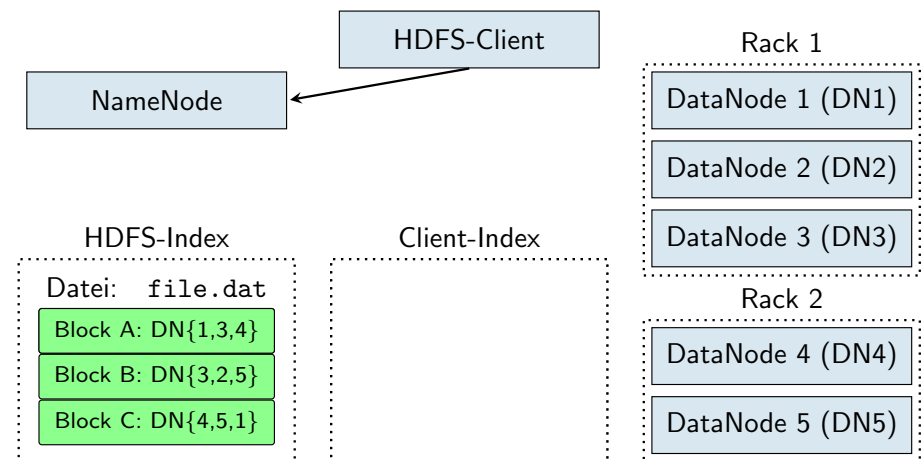 HDFS-Client
NameNode
Rack 1
DataNode 1 (DN1)
DataNode 2 (DN2)
DataNode 3 (DN3)
HDFS-Index
Datei: file.dat
Block A: DN{1,3,4}
Block B: DN{3,2,5}
Block C: DN{4,5,1}
Client-Index
Rack 2
DataNode 4 (DN4)
DataNode 5 (DN5)